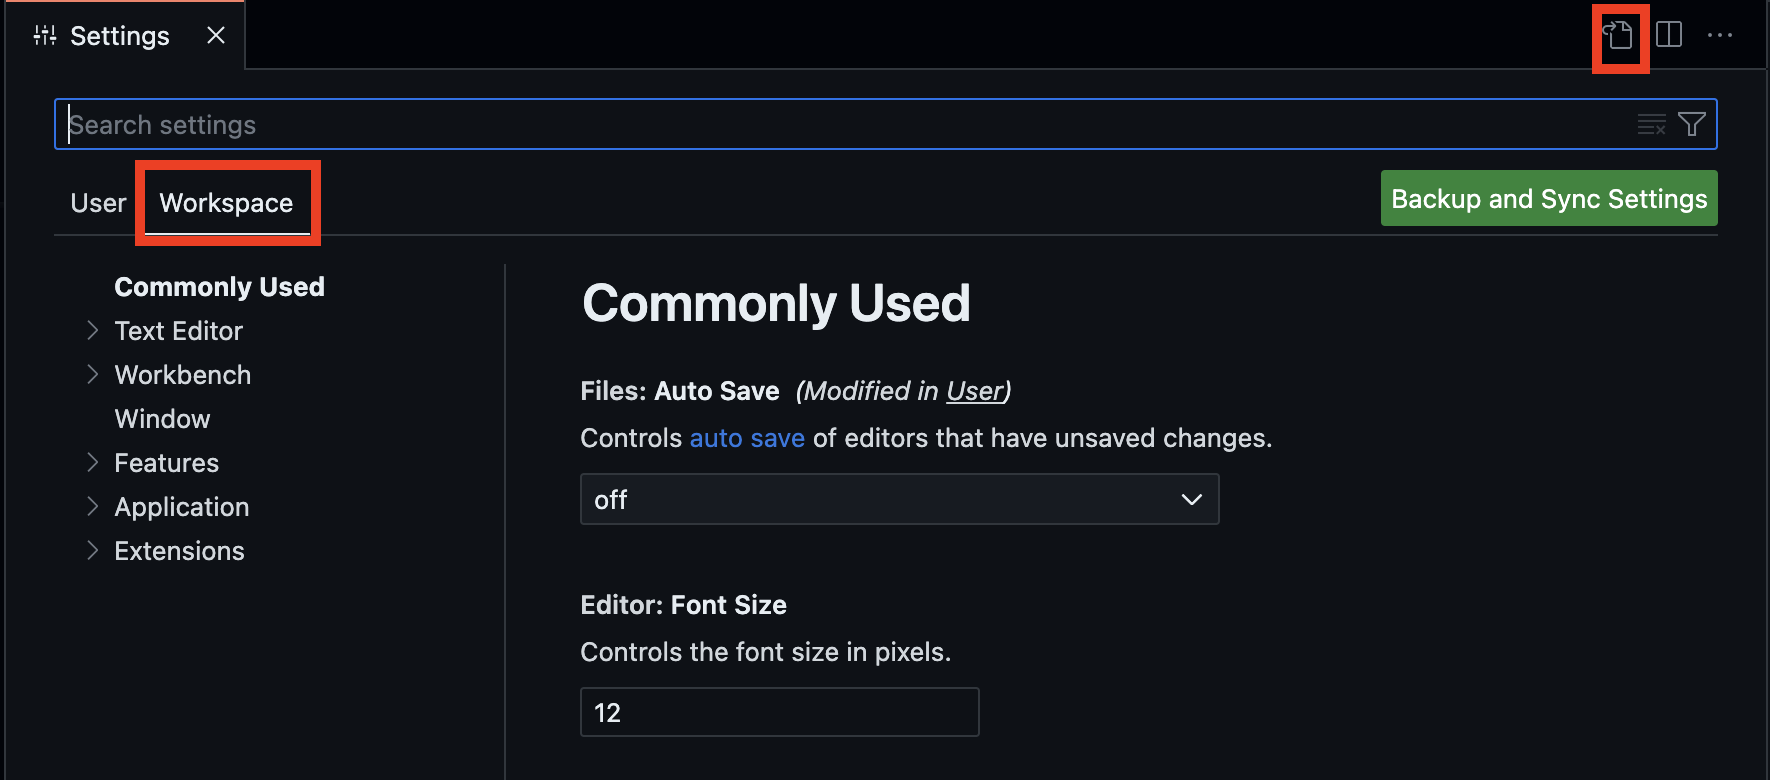 Settings
Search settings
User Workspace Backup and Sync Settings
Commonly Used
Text Editor
Workbench
Window
Features
Application
Extensions
Commonly Used
Files: Auto Save (Modified in User)
Controls auto save of editors that have unsaved changes.
off
Editor: Font Size
Controls the font size in pixels.
12